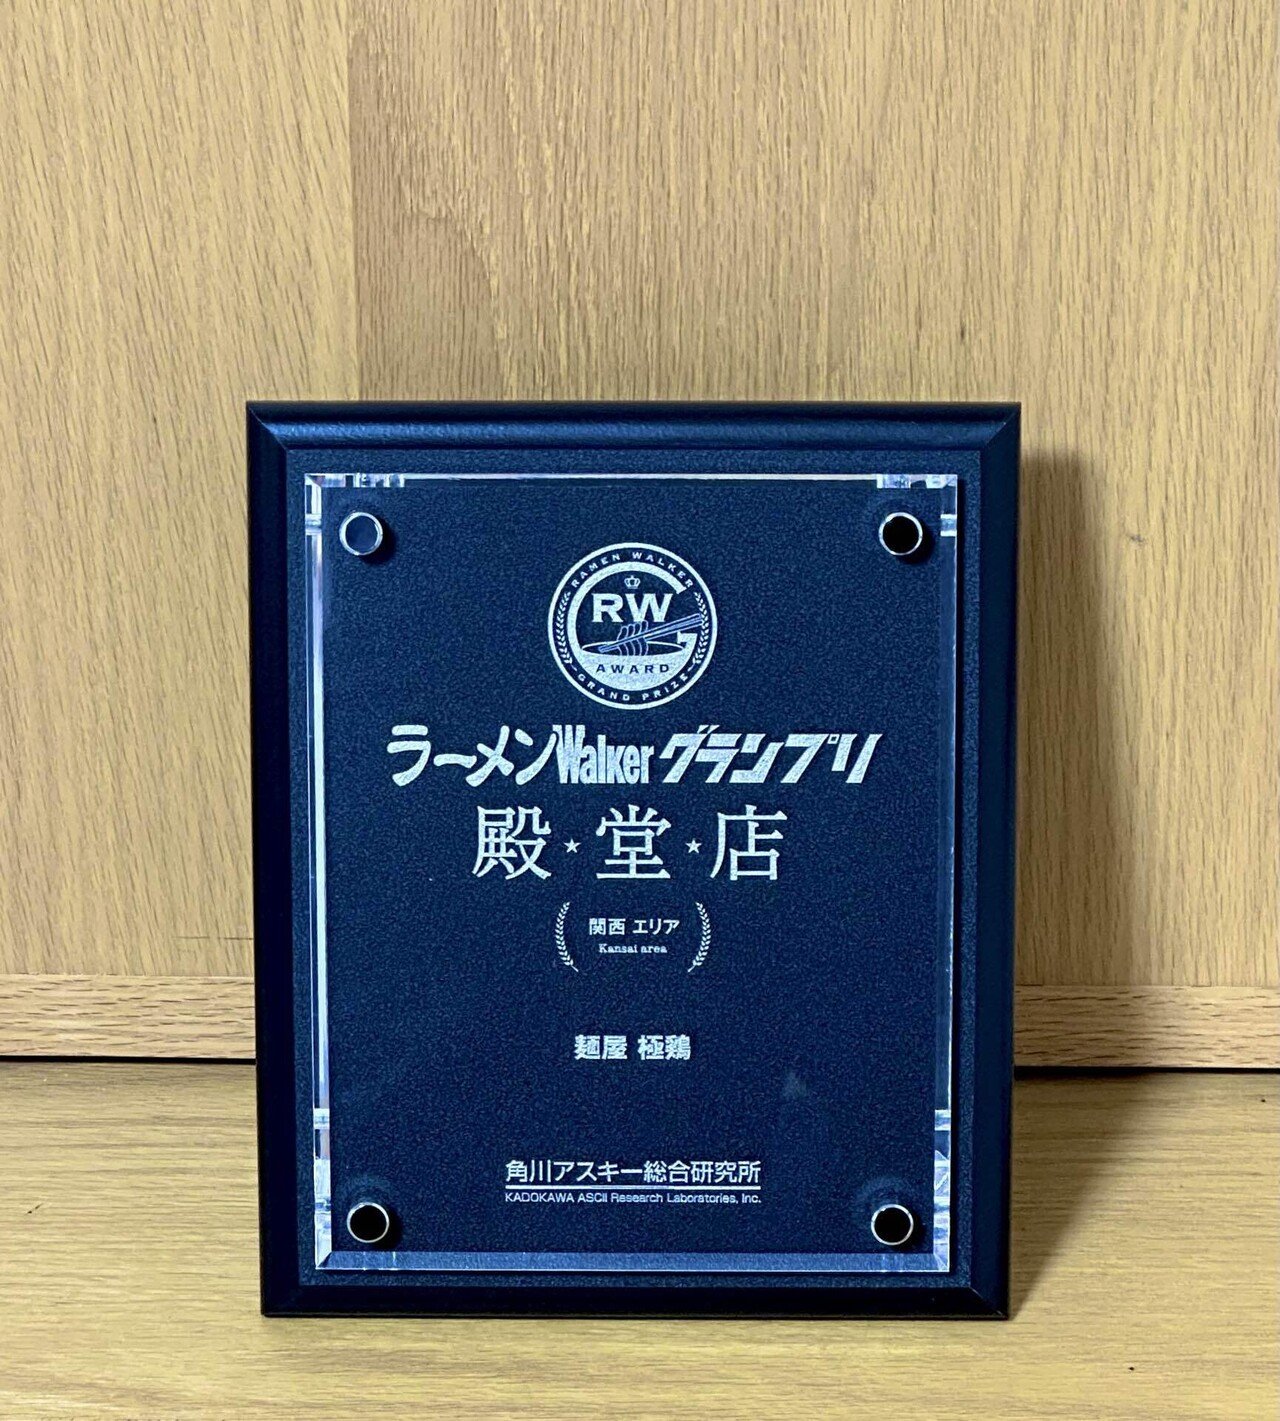 RAMEN WALKER
RW
AWARD
GRAND PRIZE
ラーメンWalkerグランプリ
殿★堂★店
関西 エリア
Kansai area
麺屋 極鶏
角川アスキー総合研究所
KADOKAWA ASCII Research Laboratories, Inc.